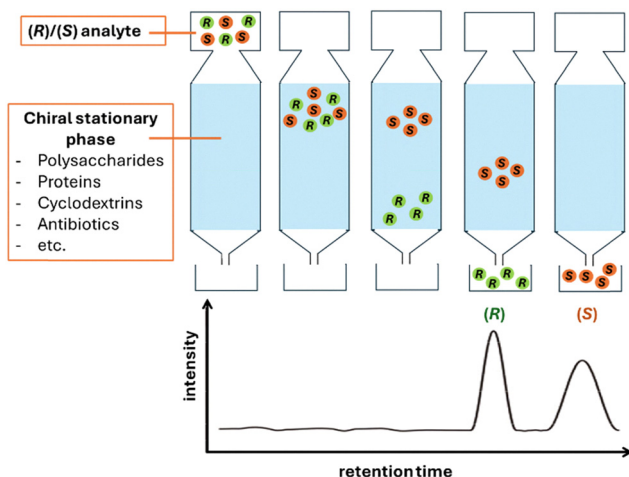 (R)/(S) analyte
R S R
S R S
Chiral stationary
phase
- Polysaccharides
- Proteins
- Cyclodextrins
- Antibiotics
- etc.
S
R R
S S
S R R
S
S S
S
R R
R R
S
S S
S
R R
R R
S
S S S
(R)
(S)
intensity
retention time